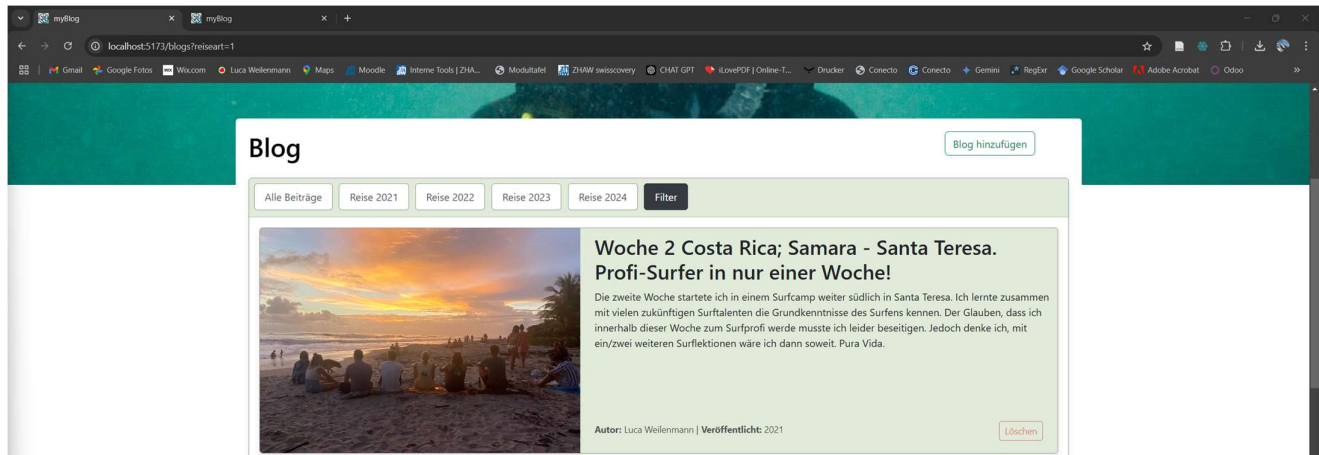 myBlog
myBlog
localhost:5173/blogs?reiseart=1
Gmail Google Fotos Wix.com Luca Weilenmann Maps Moodle Interne Tools | ZHA... Modultafel ZHAW swisscovery CHAT GPT iLovePDF | Online-T... Drucker Conecto Conecto Gemini RegExr Google Scholar Adobe Acrobat Odoo
Blog
Blog hinzufügen
Alle Beiträge Reise 2021 Reise 2022 Reise 2023 Reise 2024 Filter
Woche 2 Costa Rica; Samara - Santa Teresa.
Profi-Surfer in nur einer Woche!
Die zweite Woche startete ich in einem Surfcamp weiter südlich in Santa Teresa. Ich lernte zusammen
mit vielen zukünftigen Surftalenten die Grundkenntnisse des Surfens kennen. Der Glauben, dass ich
innerhalb dieser Woche zum Surfprofi werde musste ich leider beseitigen. Jedoch denke ich, mit
ein/zwei weiteren Surflektionen wäre ich dann soweit. Pura Vida.
Autor: Luca Weilenmann | Veröffentlicht: 2021
Löschen